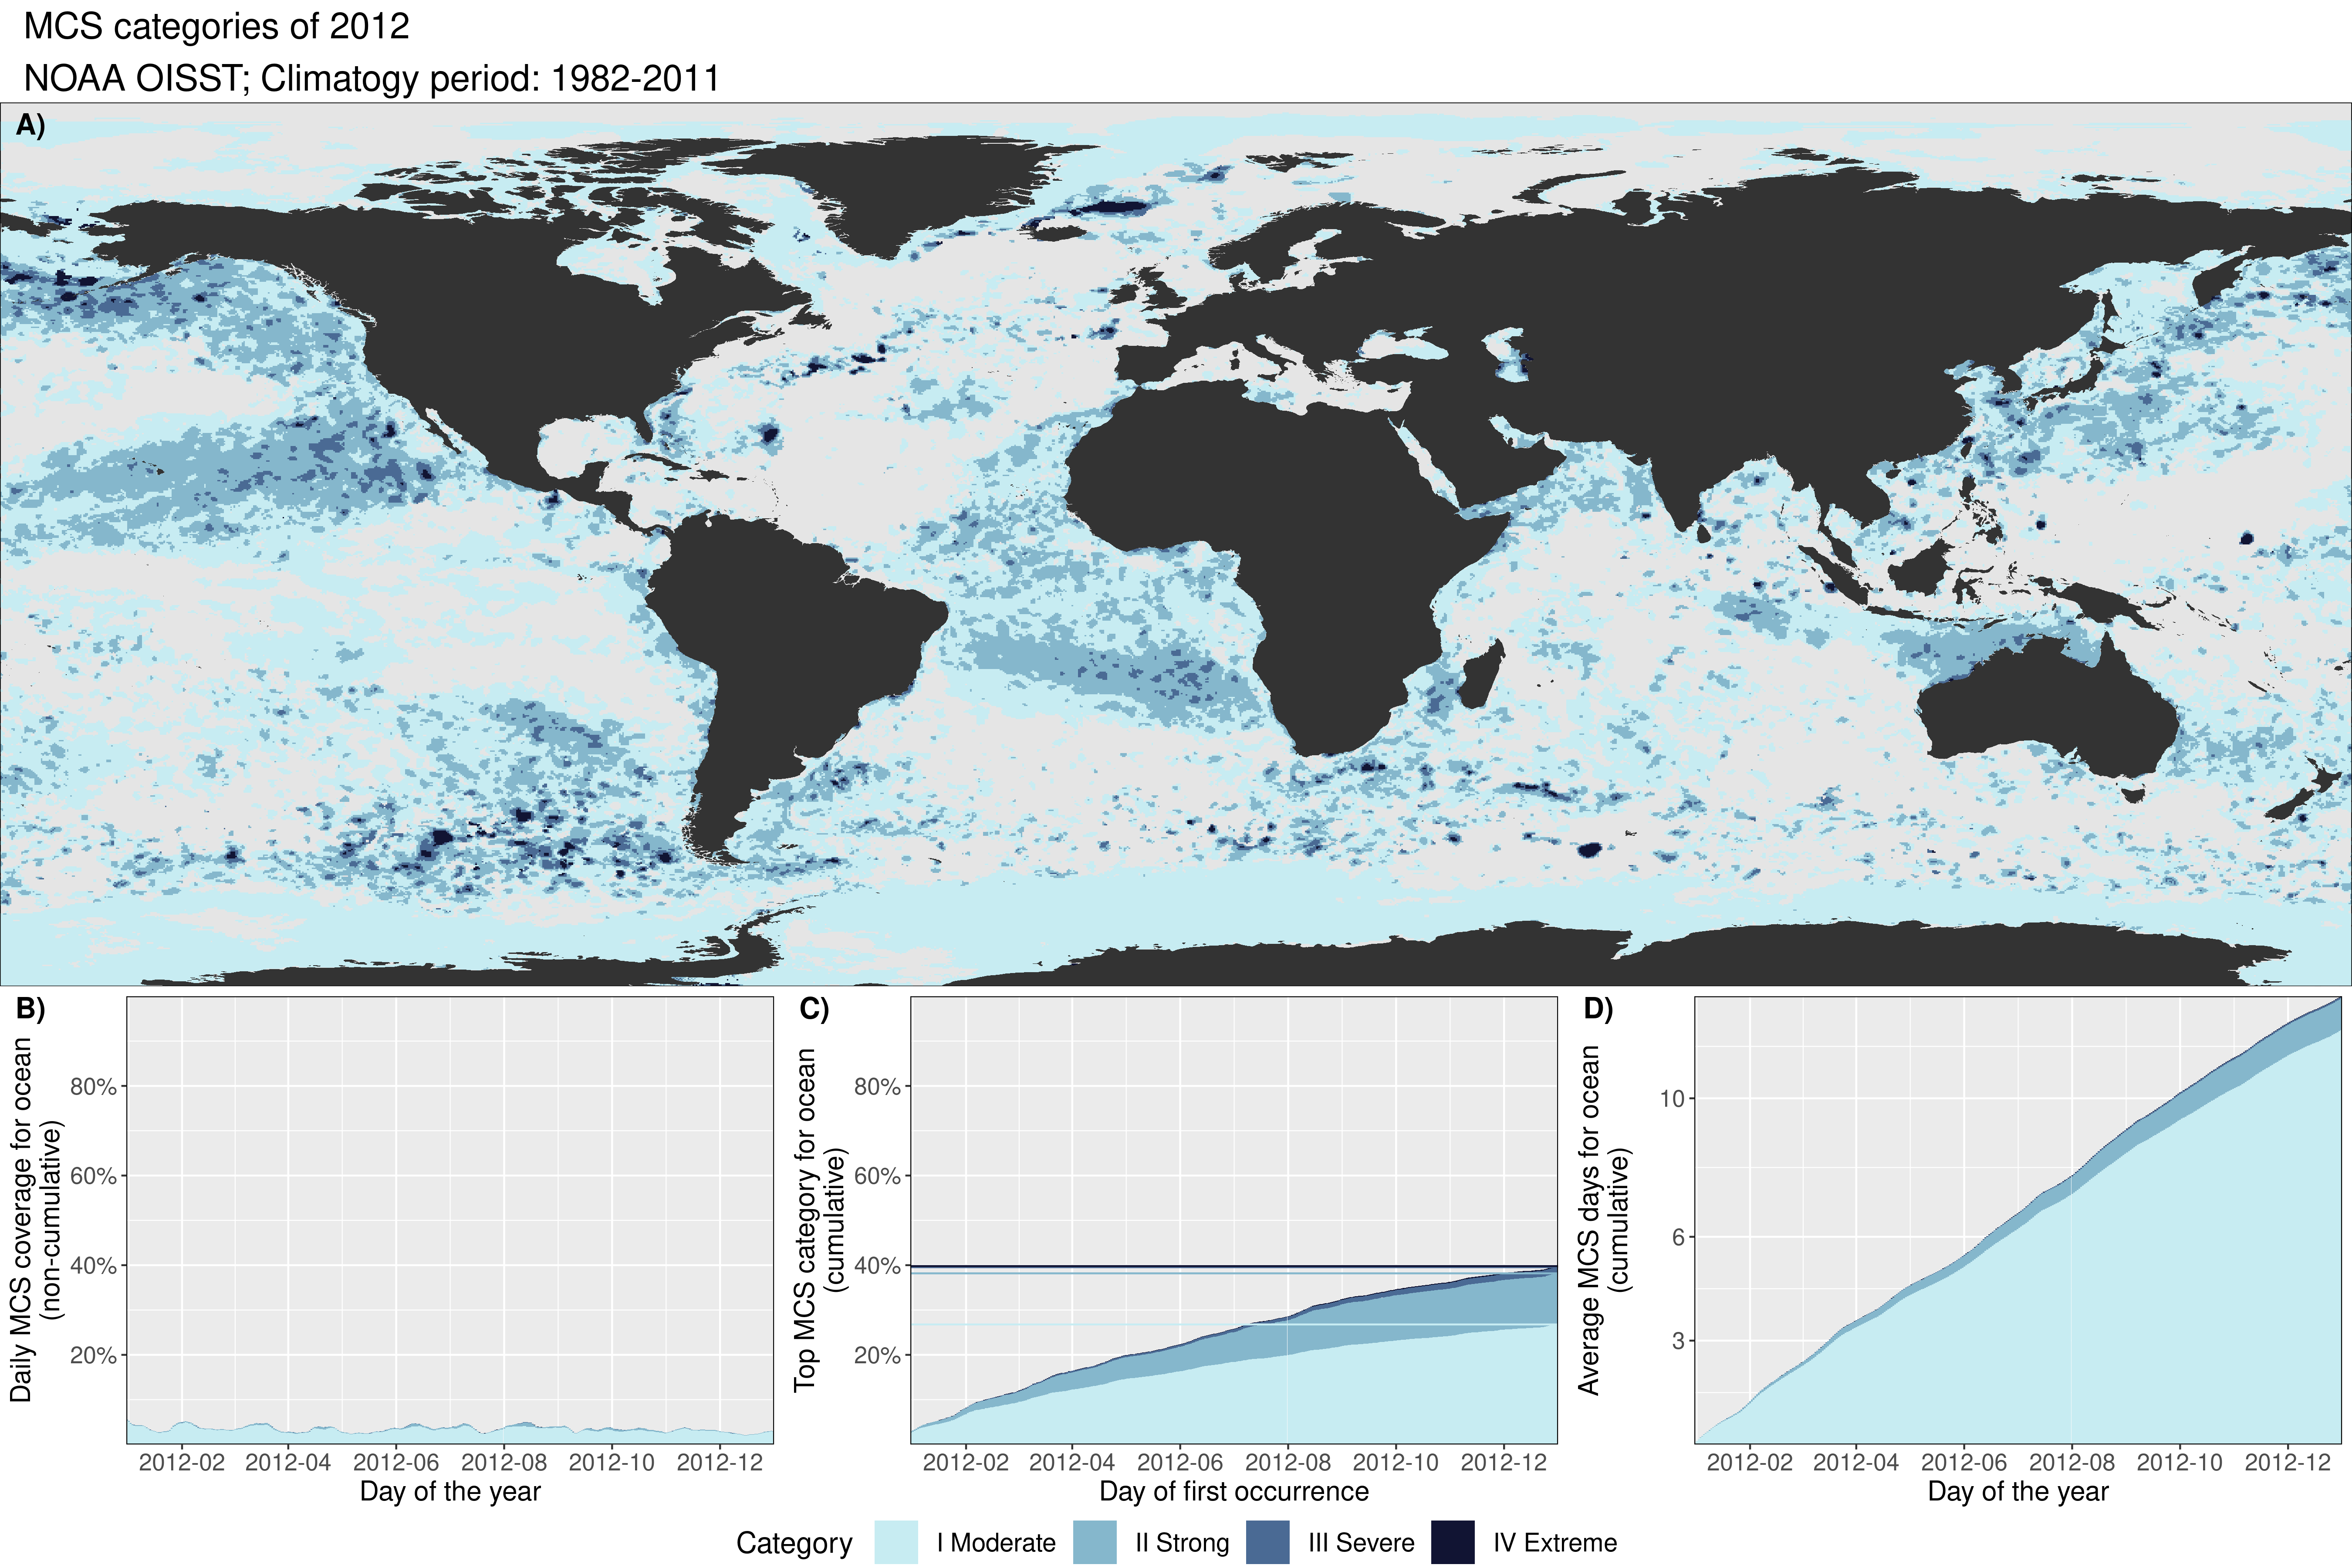 MCS categories of 2012
NOAA OISST; Climatogy period: 1982-2011
A)
B)
Daily MCS coverage for ocean
(non-cumulative)
80%
60%
40%
20%
2012-02 2012-04 2012-06 2012-08 2012-10 2012-12
Day of the year
C)
Top MCS category for ocean
(cumulative)
80%
60%
40%
20%
2012-02 2012-04 2012-06 2012-08 2012-10 2012-12
Day of first occurrence
D)
Average MCS days for ocean
(cumulative)
10
6
3
2012-02 2012-04 2012-06 2012-08 2012-10 2012-12
Day of the year
Category I Moderate II Strong III Severe IV Extreme